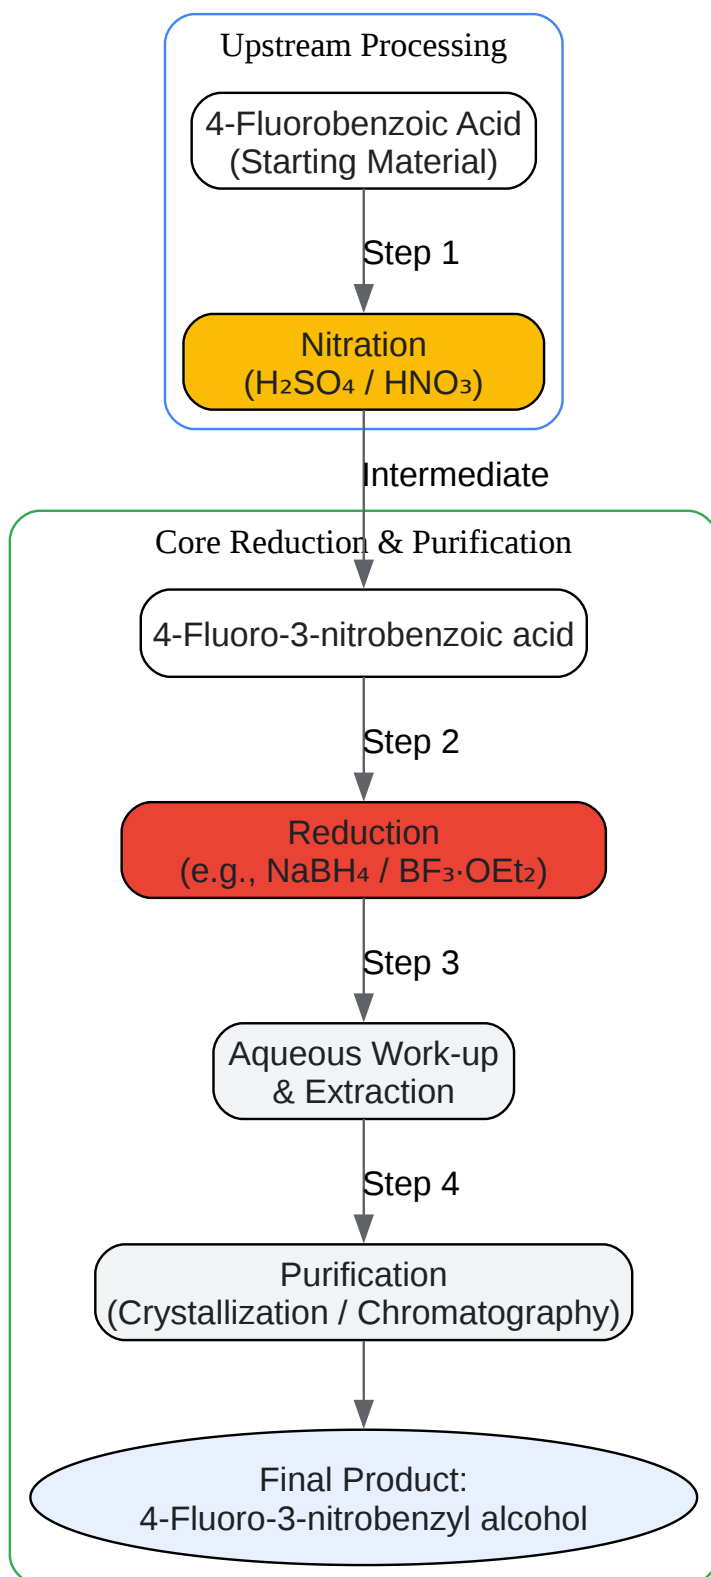 Upstream Processing
4-Fluorobenzoic Acid
(Starting Material)
Step 1
Nitration
(H₂SO₄ / HNO₃)
Intermediate
Core Reduction & Purification
4-Fluoro-3-nitrobenzoic acid
Step 2
Reduction
(e.g., NaBH₄ / BF₃·OEt₂)
Step 3
Aqueous Work-up
& Extraction
Step 4
Purification
(Crystallization / Chromatography)
Final Product:
4-Fluoro-3-nitrobenzyl alcohol